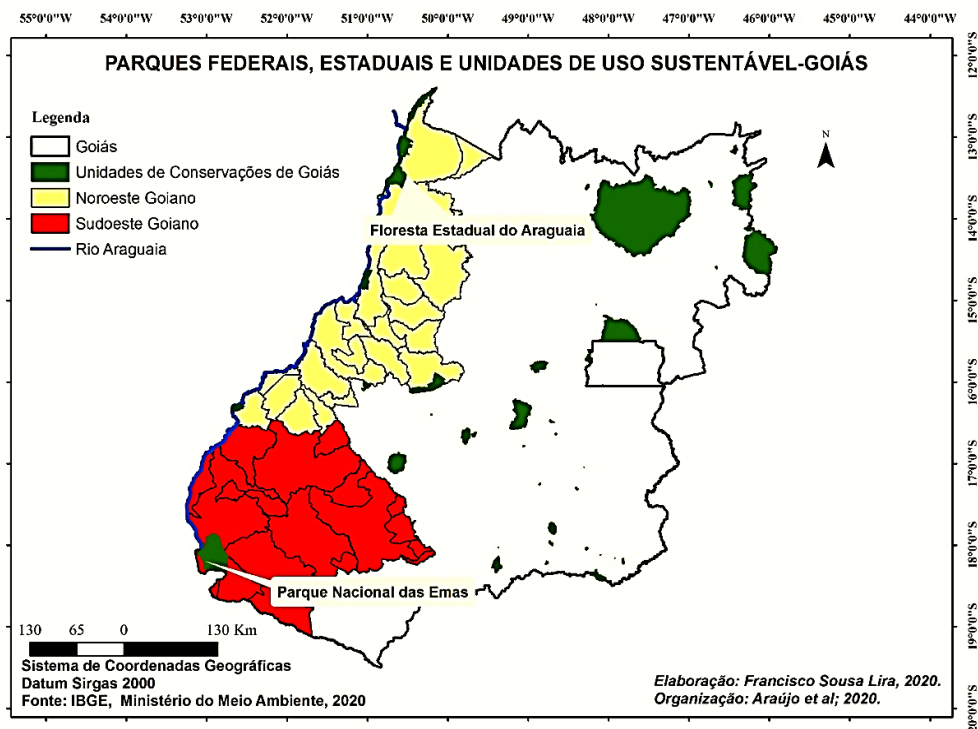 55°0'0"W 54°0'0"W 53°0'0"W 52°0'0"W 51°0'0"W 50°0'0"W 49°0'0"W 48°0'0"W 47°0'0"W 46°0'0"W 45°0'0"W 44°0'0"W
PARQUES FEDERAIS, ESTADUAIS E UNIDADES DE USO SUSTENTÁVEL-GOIÁS
Legenda
Goiás
Unidades de Conservações de Goiás
Noroeste Goiano
Sudoeste Goiano
Rio Araguaia
N
Floresta Estadual do Araguaia
Parque Nacional das Emas
130 65 0 130 Km
Sistema de Coordenadas Geográficas
Datum Sirgas 2000
Fonte: IBGE, Ministério do Meio Ambiente, 2020
Elaboração: Francisco Sousa Lira, 2020.
Organização: Araújo et al; 2020.
12°0'0"S
13°0'0"S
14°0'0"S
15°0'0"S
16°0'0"S
17°0'0"S
18°0'0"S
19°0'0"S
20°0'0"S